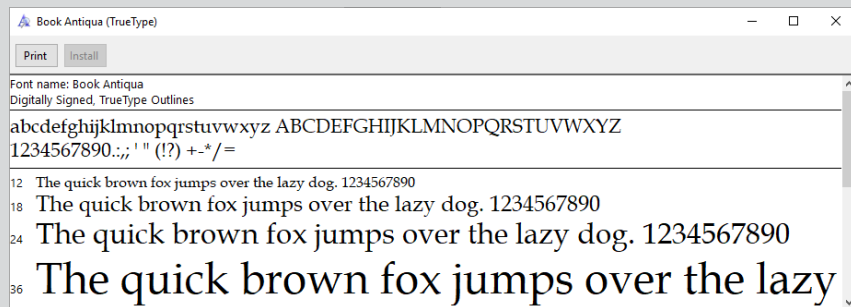 Book Antiqua (TrueType)
Print Install
Font name: Book Antiqua
Digitally Signed, TrueType Outlines
abcdefghijklmnopqrstuvwxyz ABCDEFGHIJKLMNOPQRSTUVWXYZ
1234567890.:,; ' " (!?) +-*/=
12 The quick brown fox jumps over the lazy dog. 1234567890
18 The quick brown fox jumps over the lazy dog. 1234567890
24 The quick brown fox jumps over the lazy dog. 1234567890
36 The quick brown fox jumps over the lazy